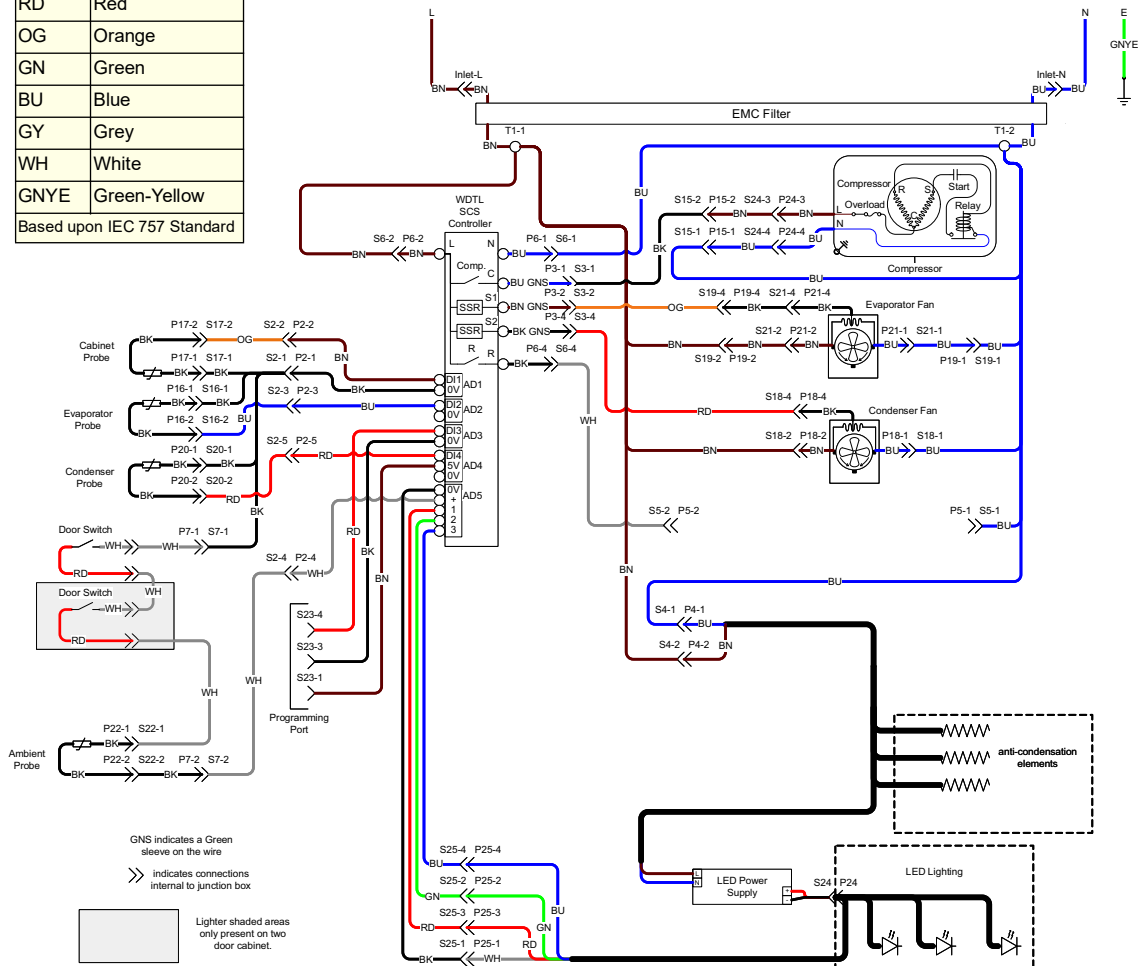 RD Red
OG Orange
GN Green
BU Blue
GY Grey
WH White
GNYE Green-Yellow
Based upon IEC 757 Standard
L
N
E
GNYE
Inlet-L
BN BN
Inlet-N
BU BU
EMC Filter
T1-1
BN
T1-2
BU
BU
WDTL
SCS
Controller
S6-2 P6-2
BN BN
L N
P6-1 S6-1
BU
Comp.
C
P3-1 S3-1
BU GNS
BK
SSR S1
P3-2 S3-2
BN GNS
OG
SSR S2
P3-4 S3-4
BK GNS
R R
P6-4 S6-4
BK
WH
S15-2 P15-2 S24-3 P24-3
BN BN
S15-1 P15-1 S24-4 P24-4
BU BU
BU
Compressor
R S
C
Start
Overload
Relay
L
N
Compressor
S19-4 P19-4 S21-4 P21-4
BK BK
Evaporator Fan
S21-2 P21-2
BN BN BN
S19-2 P19-2
P21-1 S21-1
BU BU BU
P19-1 S19-1
S18-4 P18-4
RD BK
Condenser Fan
S18-2 P18-2
BN BN
P18-1 S18-1
BU BU
S5-2 P5-2
P5-1 S5-1
BU
BN
BU
S4-1 P4-1
BU
S4-2 P4-2
BN
Cabinet
Probe
P17-2 S17-2 S2-2 P2-2
BK OG BN
P17-1 S17-1 S2-1 P2-1
BK BK BK
Evaporator
Probe
P16-1 S16-1 S2-3 P2-3
BK BK
P16-2 S16-2 BU BU
BK
Condenser
Probe
P20-1 S20-1 S2-5 P2-5
BK BK RD
P20-2 S20-2
BK RD
BK
DI1
0V
AD1
DI2
0V
AD2
DI3
0V
AD3
DI4
5V
0V
AD4
0V
+
1
2
3
AD5
Door Switch
P7-1 S7-1
WH WH
RD
WH
Door Switch
WH
RD
WH
S2-4 P2-4
WH
WH
RD
BK
BN
S23-4
S23-3
S23-1
Programming
Port
Ambient
Probe
P22-1 S22-1
BK
P22-2 S22-2 P7-2 S7-2
BK BK
GNS indicates a Green
sleeve on the wire
indicates connections
internal to junction box
Lighter shaded areas
only present on two
door cabinet.
S25-4 P25-4
BU
S25-2 P25-2
GN
S25-3 P25-3
RD
S25-1 P25-1
BK WH
BU
GN
RD
anti-condensation
elements
L
N
LED Power
Supply
+
-
S24 P24
LED Lighting